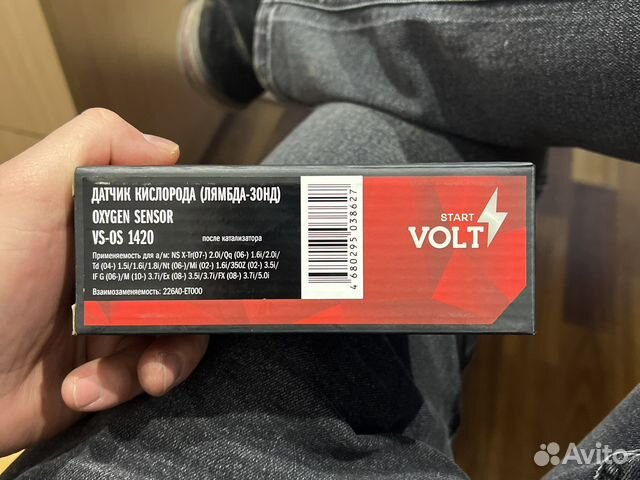 ДАТЧИК КИСЛОРОДА (ЛЯМБДА-ЗОНД)
OXYGEN SENSOR
VS-OS 1420 после катализатора
Применяемость для а/м: NS X-Tr(07-) 2.0i/Qq (06-) 1.6i/2.0i/
Td (04-) 1.5i/1.6i/1.8i/Nt (06-)/Mi (02-) 1.6i/350Z (02-) 3.5i/
IF G (06-)/M (10-) 3.7i/Ex (08-) 3.5i/3.7i/FX (08-) 3.7i/5.0i
Взаимозаменяемость: 226A0-ET000
4 680295 038627
START
VOLT
Avito